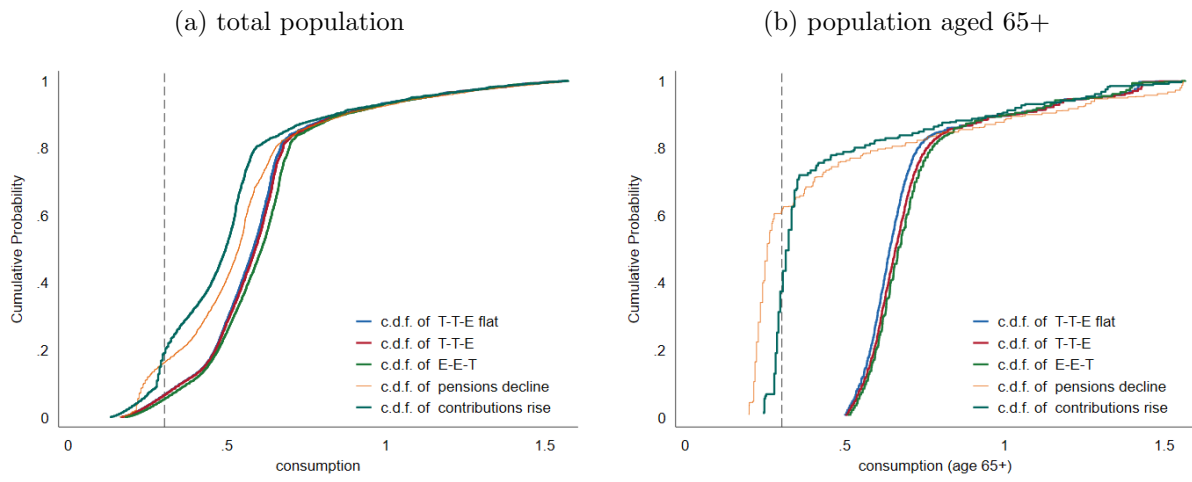 (a) total population
(b) population aged 65+
Cumulative Probability
1
.8
.6
.4
.2
0
c.d.f. of T-T-E flat
c.d.f. of T-T-E
c.d.f. of E-E-T
c.d.f. of pensions decline
c.d.f. of contributions rise
0
.5
1
1.5
consumption
Cumulative Probability
1
.8
.6
.4
.2
0
c.d.f. of T-T-E flat
c.d.f. of T-T-E
c.d.f. of E-E-T
c.d.f. of pensions decline
c.d.f. of contributions rise
0
.5
1
1.5
consumption (age 65+)